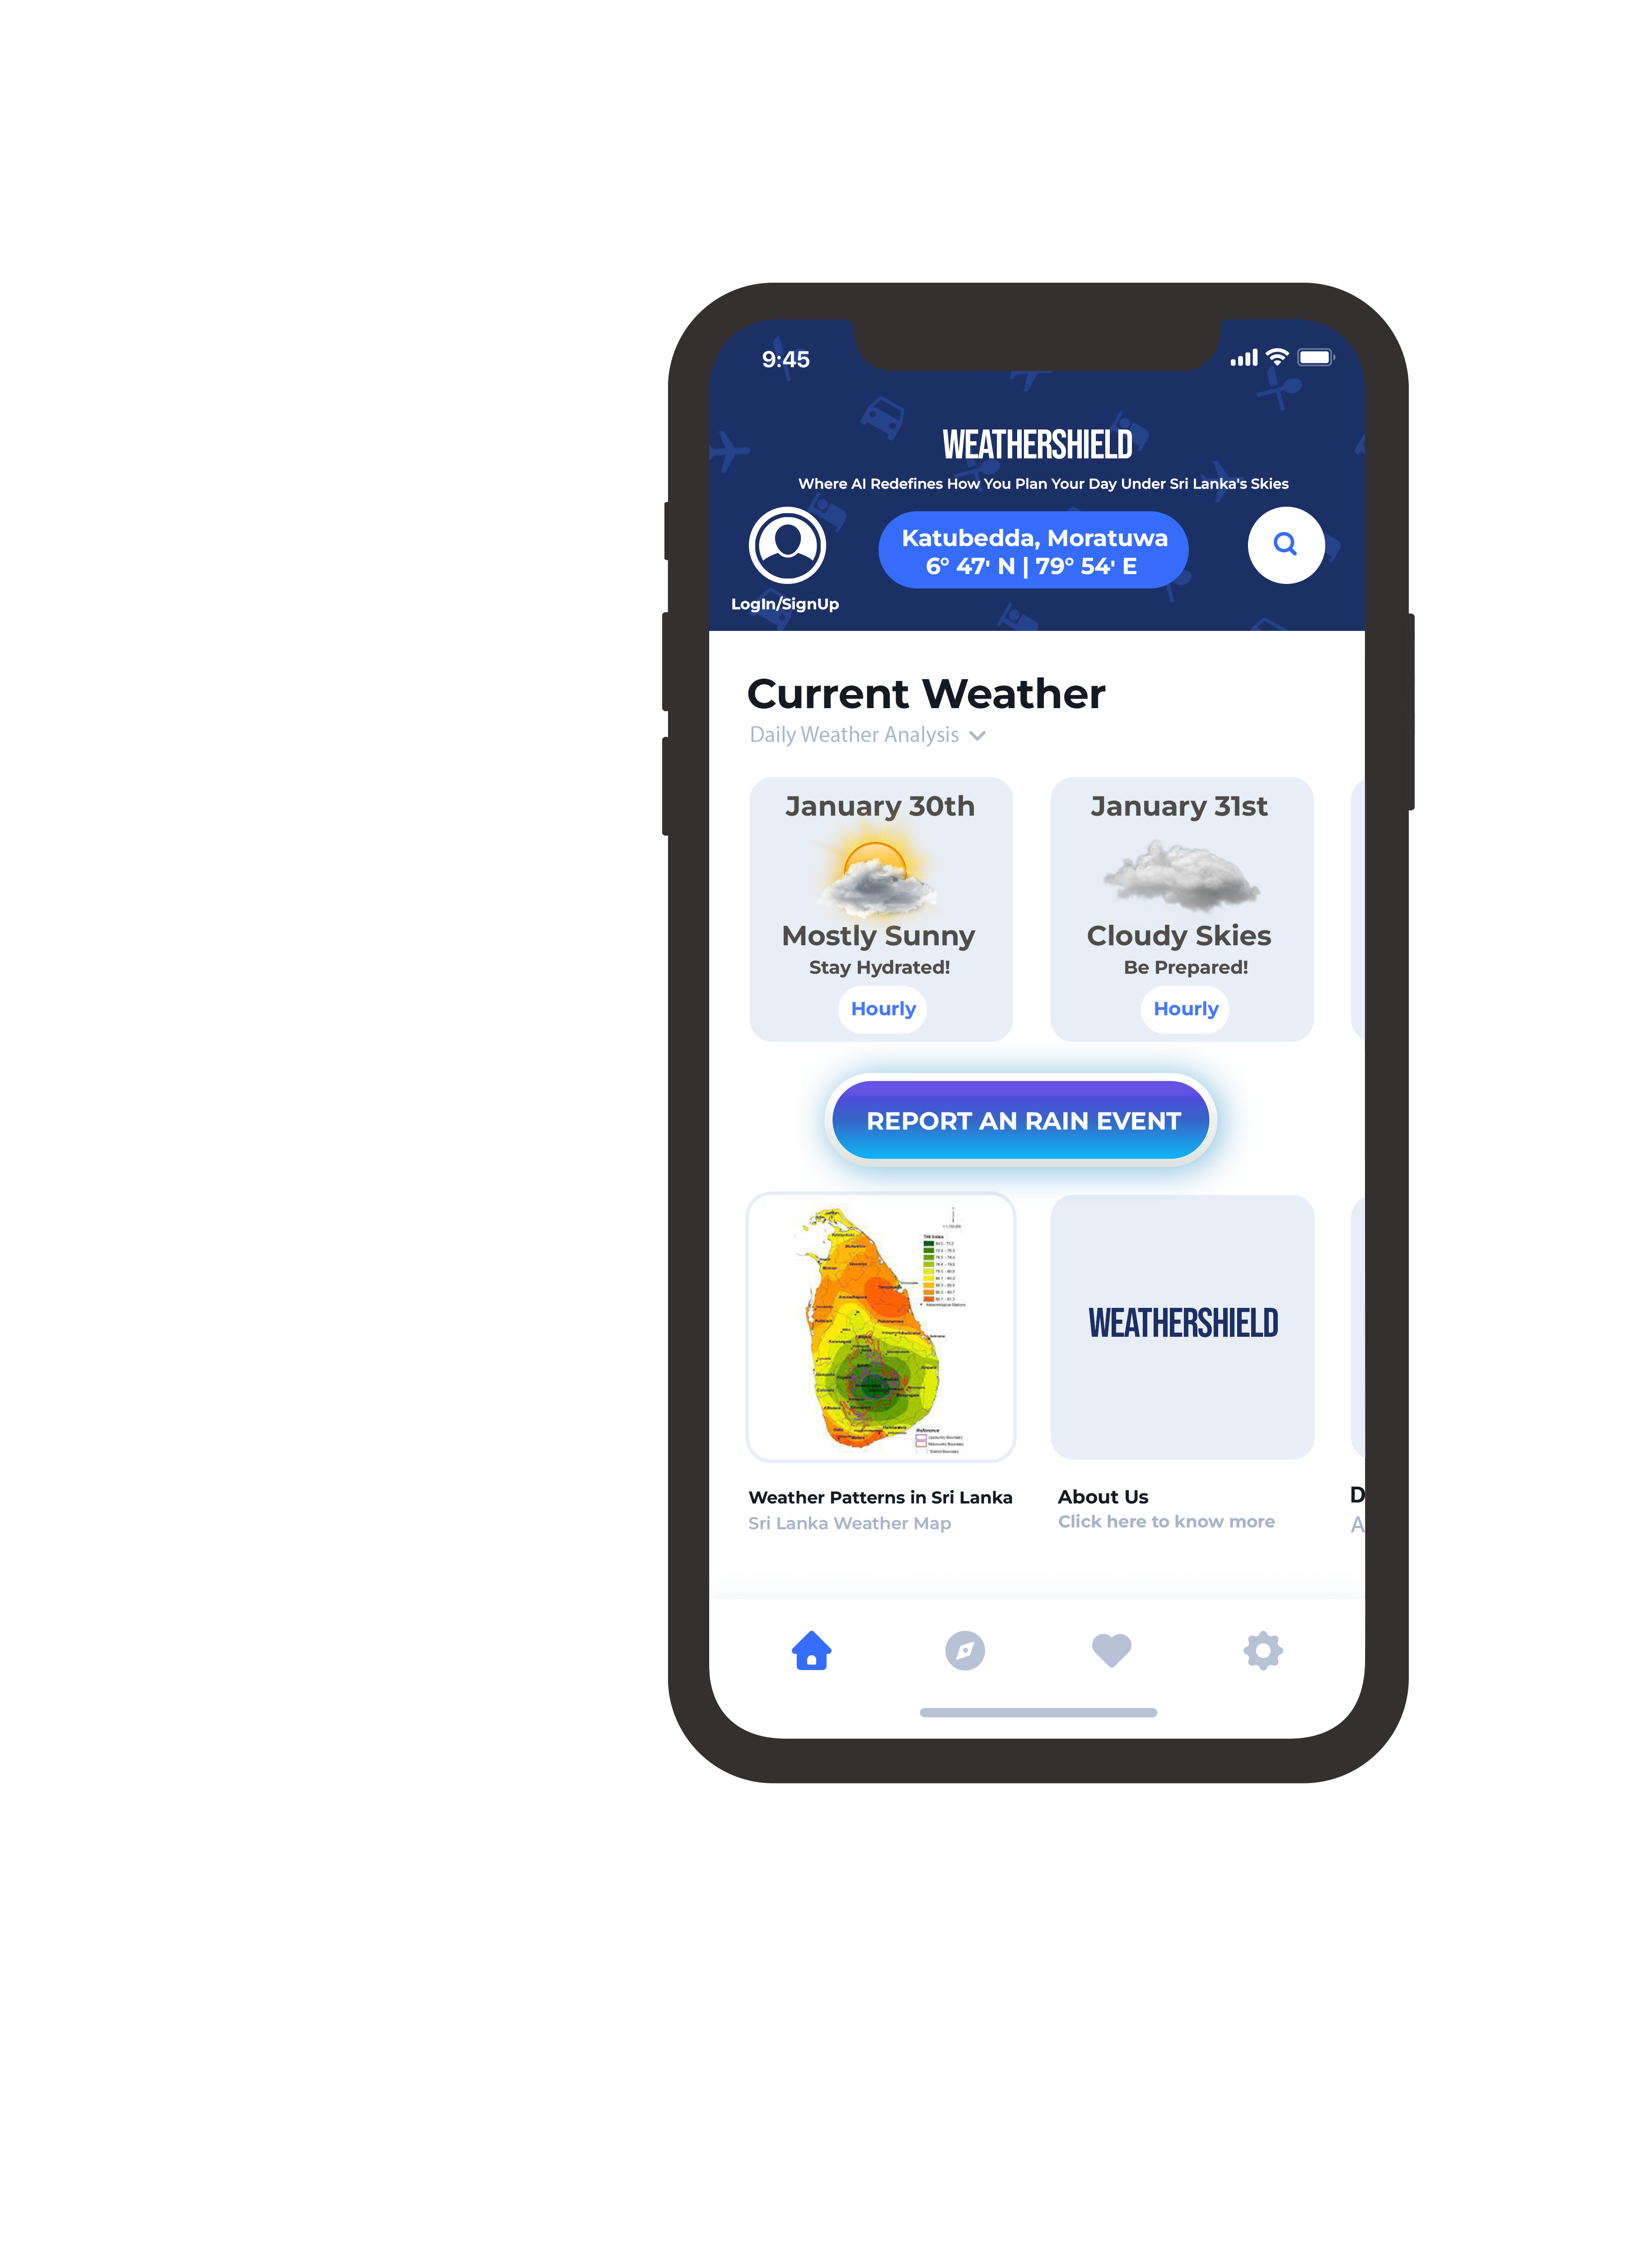 9:45
WEATHERSHIELD
Where AI Redefines How You Plan Your Day Under Sri Lanka's Skies
Katubedda, Moratuwa
6° 47' N | 79° 54' E
LogIn/SignUp
Current Weather
Daily Weather Analysis
January 30th
Mostly Sunny
Stay Hydrated!
Hourly
January 31st
Cloudy Skies
Be Prepared!
Hourly
REPORT AN RAIN EVENT
THI Index
Reference
WEATHERSHIELD
Weather Patterns in Sri Lanka
Sri Lanka Weather Map
About Us
Click here to know more
D
A